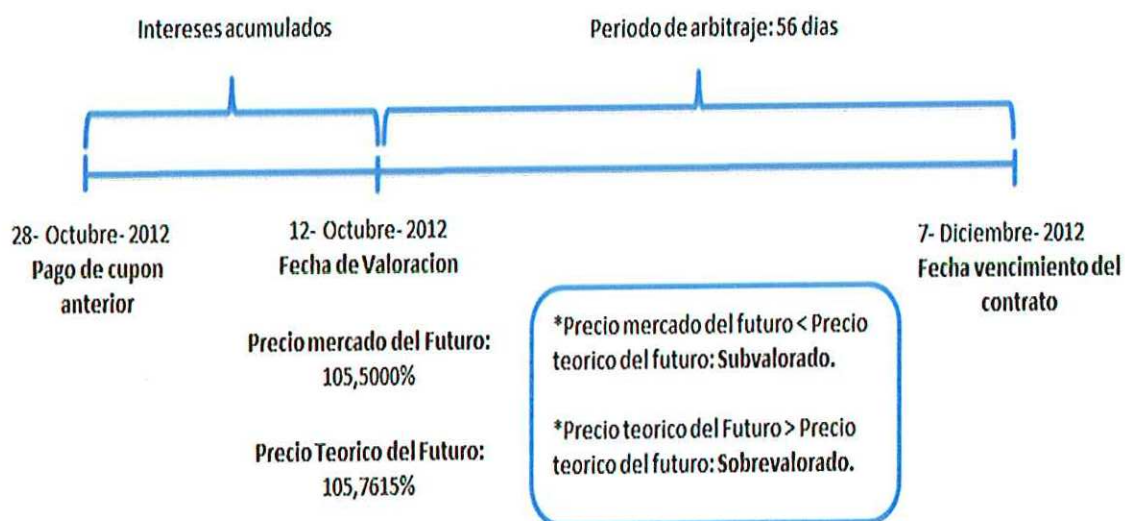 Intereses acumulados
Periodo de arbitraje: 56 dias
28- Octubre- 2012
Pago de cupon
anterior
12- Octubre- 2012
Fecha de Valoracion
7- Diciembre- 2012
Fecha vencimiento del
contrato
Precio mercado del Futuro:
105,5000%
Precio Teorico del Futuro:
105,7615%
*Precio mercado del futuro < Precio
teorico del futuro: Subvalorado.
*Precio teorico del Futuro > Precio
teorico del futuro: Sobrevalorado.